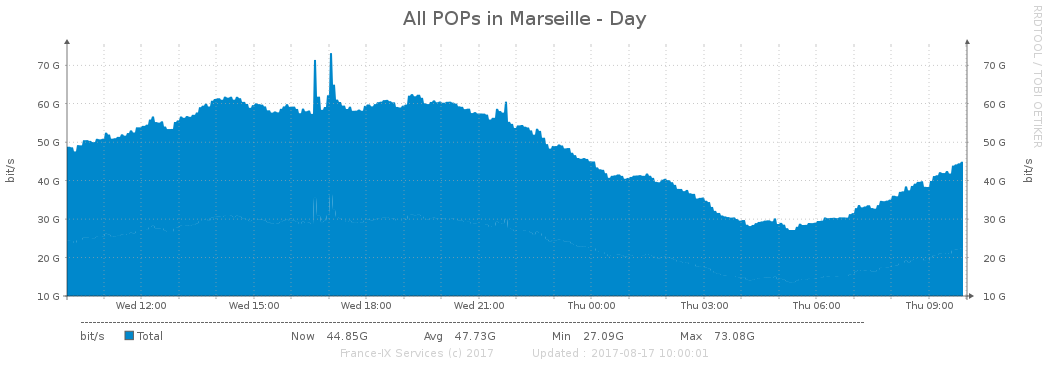 All POPs in Marseille - Day
RRDTOOL / TOBI OETIKER
bit/s
70 G
60 G
50 G
40 G
30 G
20 G
10 G
70 G
60 G
50 G
40 G
30 G
20 G
10 G
bit/s
Wed 12:00 Wed 15:00 Wed 18:00 Wed 21:00 Thu 00:00 Thu 03:00 Thu 06:00 Thu 09:00
bit/s Total Now 44.85G Avg 47.73G Min 27.09G Max 73.08G
France-IX Services (c) 2017 Updated : 2017-08-17 10:00:01